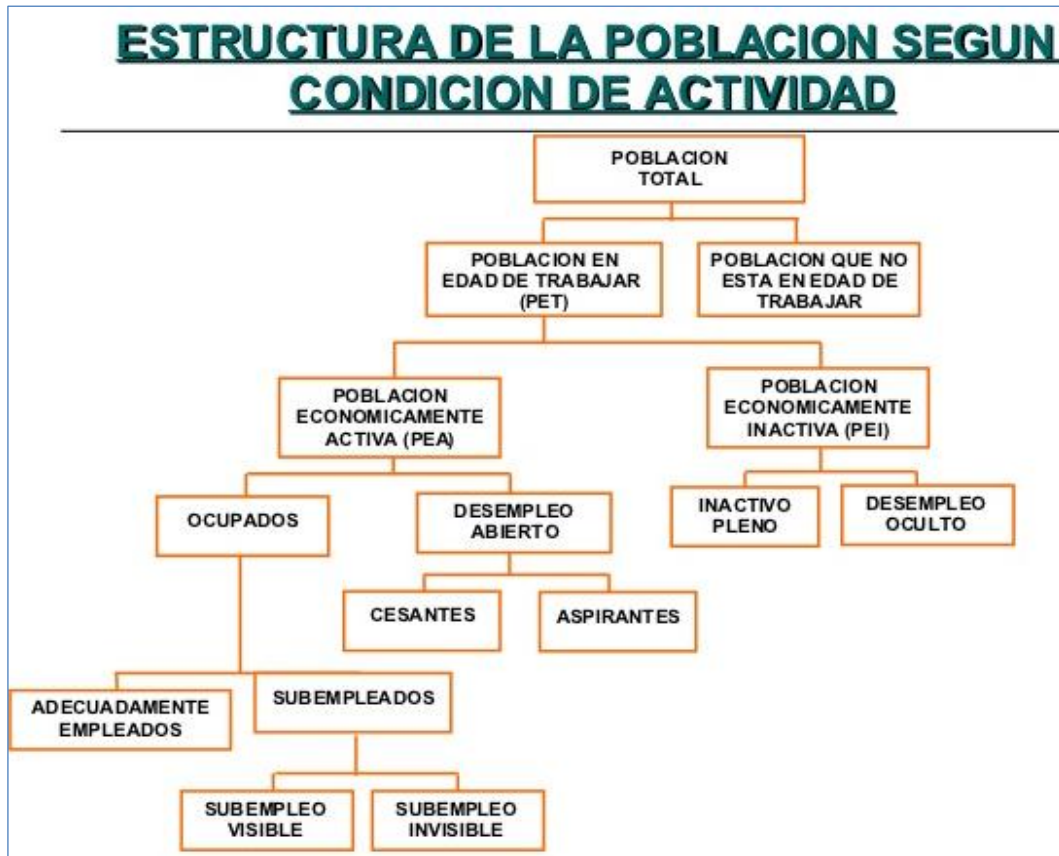 ESTRUCTURA DE LA POBLACION SEGUN
CONDICION DE ACTIVIDAD
POBLACION
TOTAL
POBLACION EN
EDAD DE TRABAJAR
(PET)
POBLACION QUE NO
ESTA EN EDAD DE
TRABAJAR
POBLACION
ECONOMICAMENTE
ACTIVA (PEA)
POBLACION
ECONOMICAMENTE
INACTIVA (PEI)
OCUPADOS
DESEMPLEO
ABIERTO
INACTIVO
PLENO
DESEMPLEO
OCULTO
CESANTES
ASPIRANTES
ADECUADAMENTE
EMPLEADOS
SUBEMPLEADOS
SUBEMPLEO
VISIBLE
SUBEMPLEO
INVISIBLE